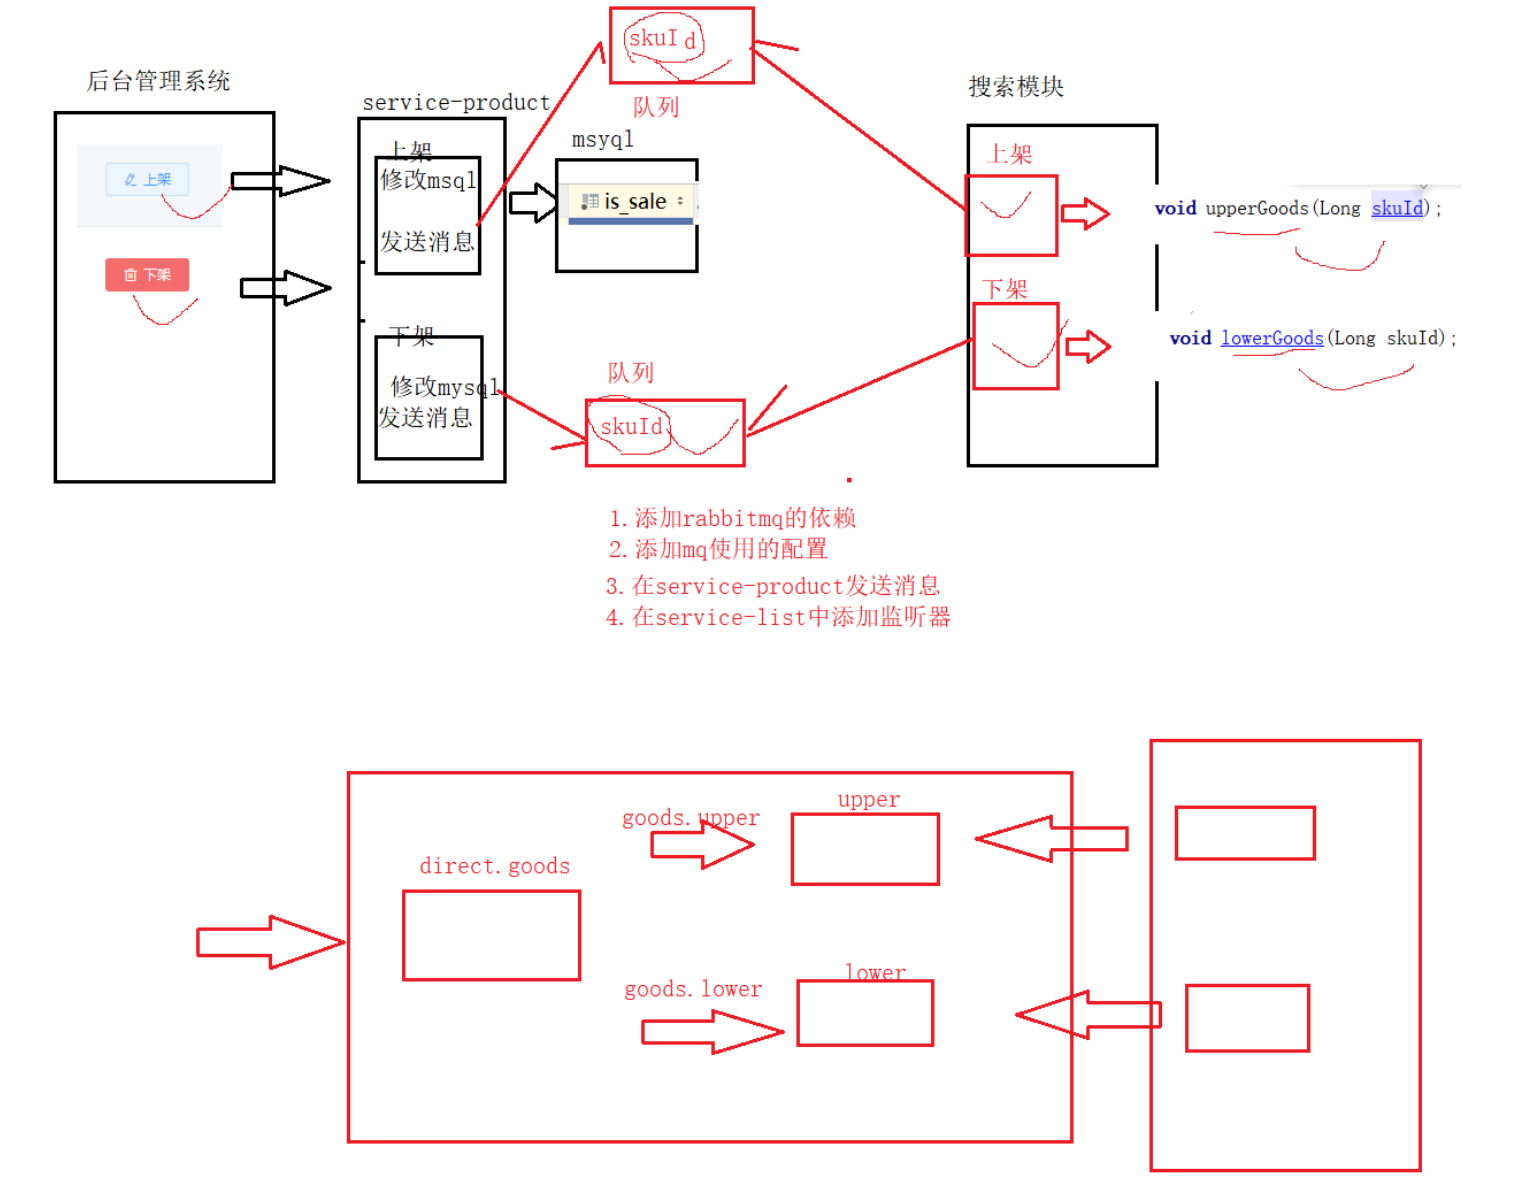 skuId
队列
后台管理系统
上架
下架
service-product
上架
修改msql
发送消息
下架
修改mysql
发送消息
msyql
is_sale
队列
skuId
搜索模块
上架
void upperGoods(Long skuId);
下架
void lowerGoods(Long skuId);
1.添加rabbitmq的依赖
2.添加mq使用的配置
3.在service-product发送消息
4.在service-list中添加监听器
direct.goods
goods.upper
upper
goods.lower
lower